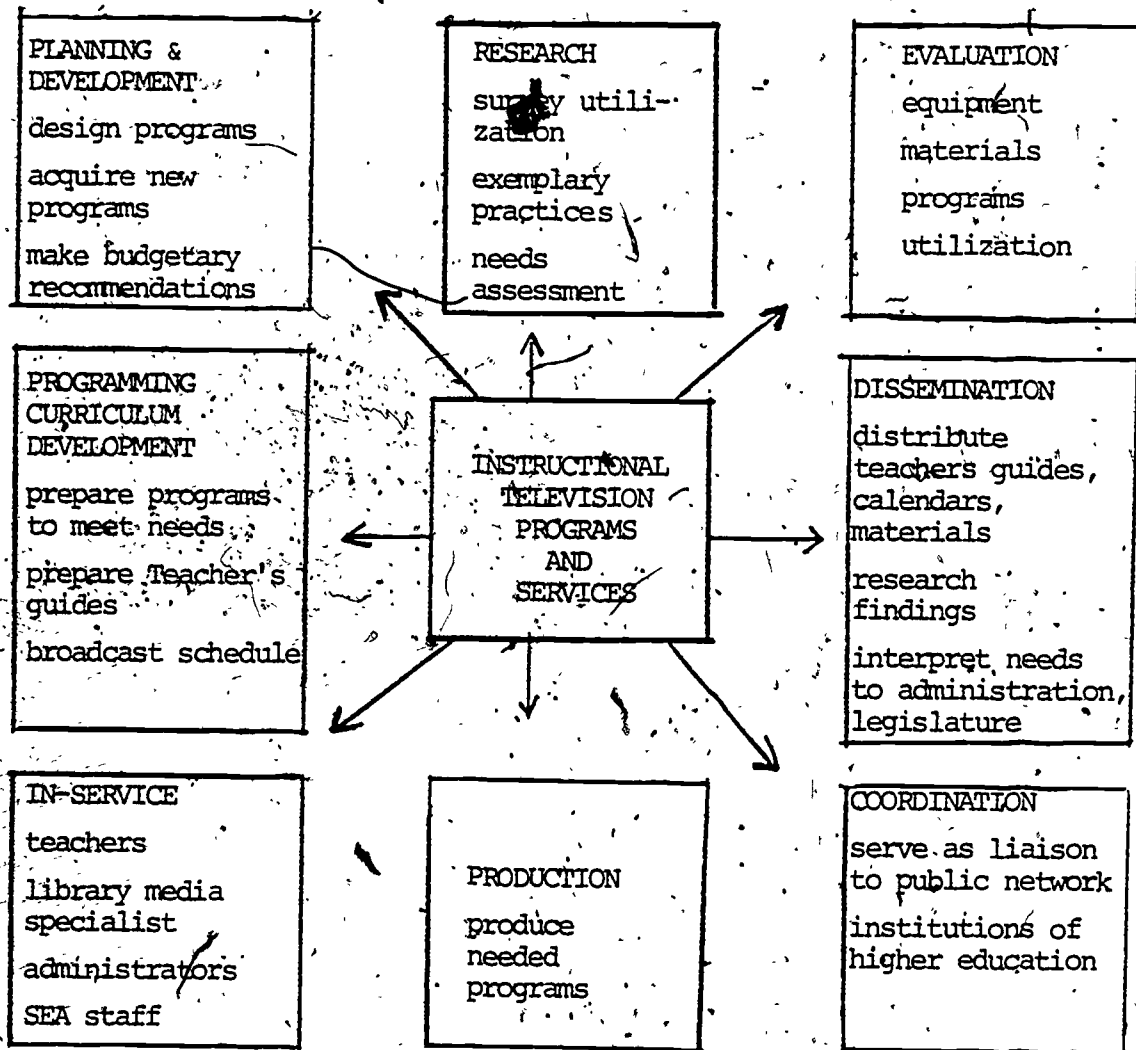 PLANNING &
DEVELOPMENT
design programs
acquire new
programs
make budgetary
recommendations
RESEARCH
survey utili-
zation
exemplary
practices
needs
assessment
EVALUATION
equipment
materials
programs
utilization
PROGRAMMING
CURRICULUM
DEVELOPMENT
prepare programs
to meet needs
prepare Teacher's
guides
broadcast schedule
INSTRUCTIONAL
TELEVISION
PROGRAMS
AND
SERVICES
DISSEMINATION
distribute
teachers guides,
calendars,
materials
research
findings
interpret needs
to administration,
legislature
IN-SERVICE
teachers
library media
specialist
administrators
SEA staff
PRODUCTION
produce
needed
programs
COORDINATION
serve as liaison
to public network
institutions of
higher education